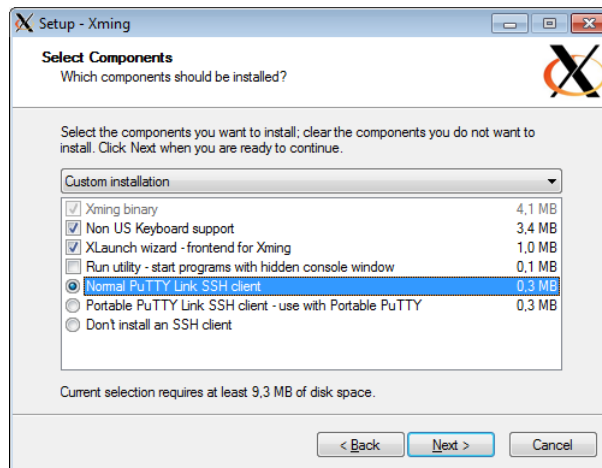 Setup - Xming
Select Components
Which components should be installed?
Select the components you want to install; clear the components you do not want to
install. Click Next when you are ready to continue.
Custom installation
Xming binary 4,1 MB
Non US Keyboard support 3,4 MB
XLaunch wizard - frontend for Xming 1,0 MB
Run utility - start programs with hidden console window 0,1 MB
Normal PuTTY Link SSH client 0,3 MB
Portable PuTTY Link SSH client - use with Portable PuTTY 0,3 MB
Don't install an SSH client
Current selection requires at least 9,3 MB of disk space.
< Back Next > Cancel